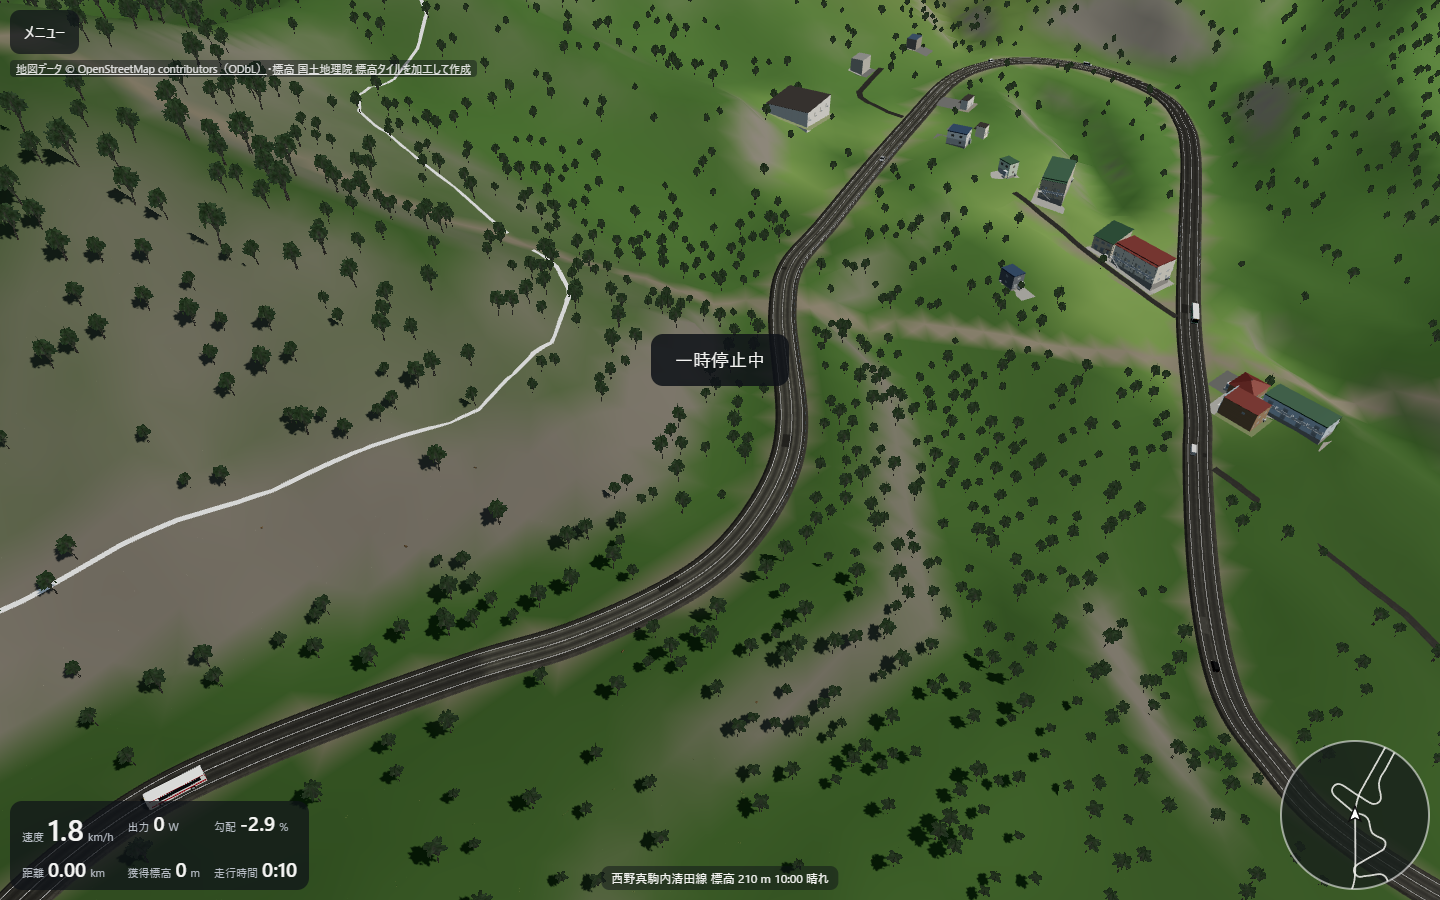 メニュー
地図データ © OpenStreetMap contributors（ODbL）・標高 国土地理院 標高タイルを加工して作成
一時停止中
速度 1.8 km/h 出力 0 W 勾配 -2.9 %
距離 0.00 km 獲得標高 0 m 走行時間 0:10
西野真駒内清田線 標高 210 m 10:00 晴れ